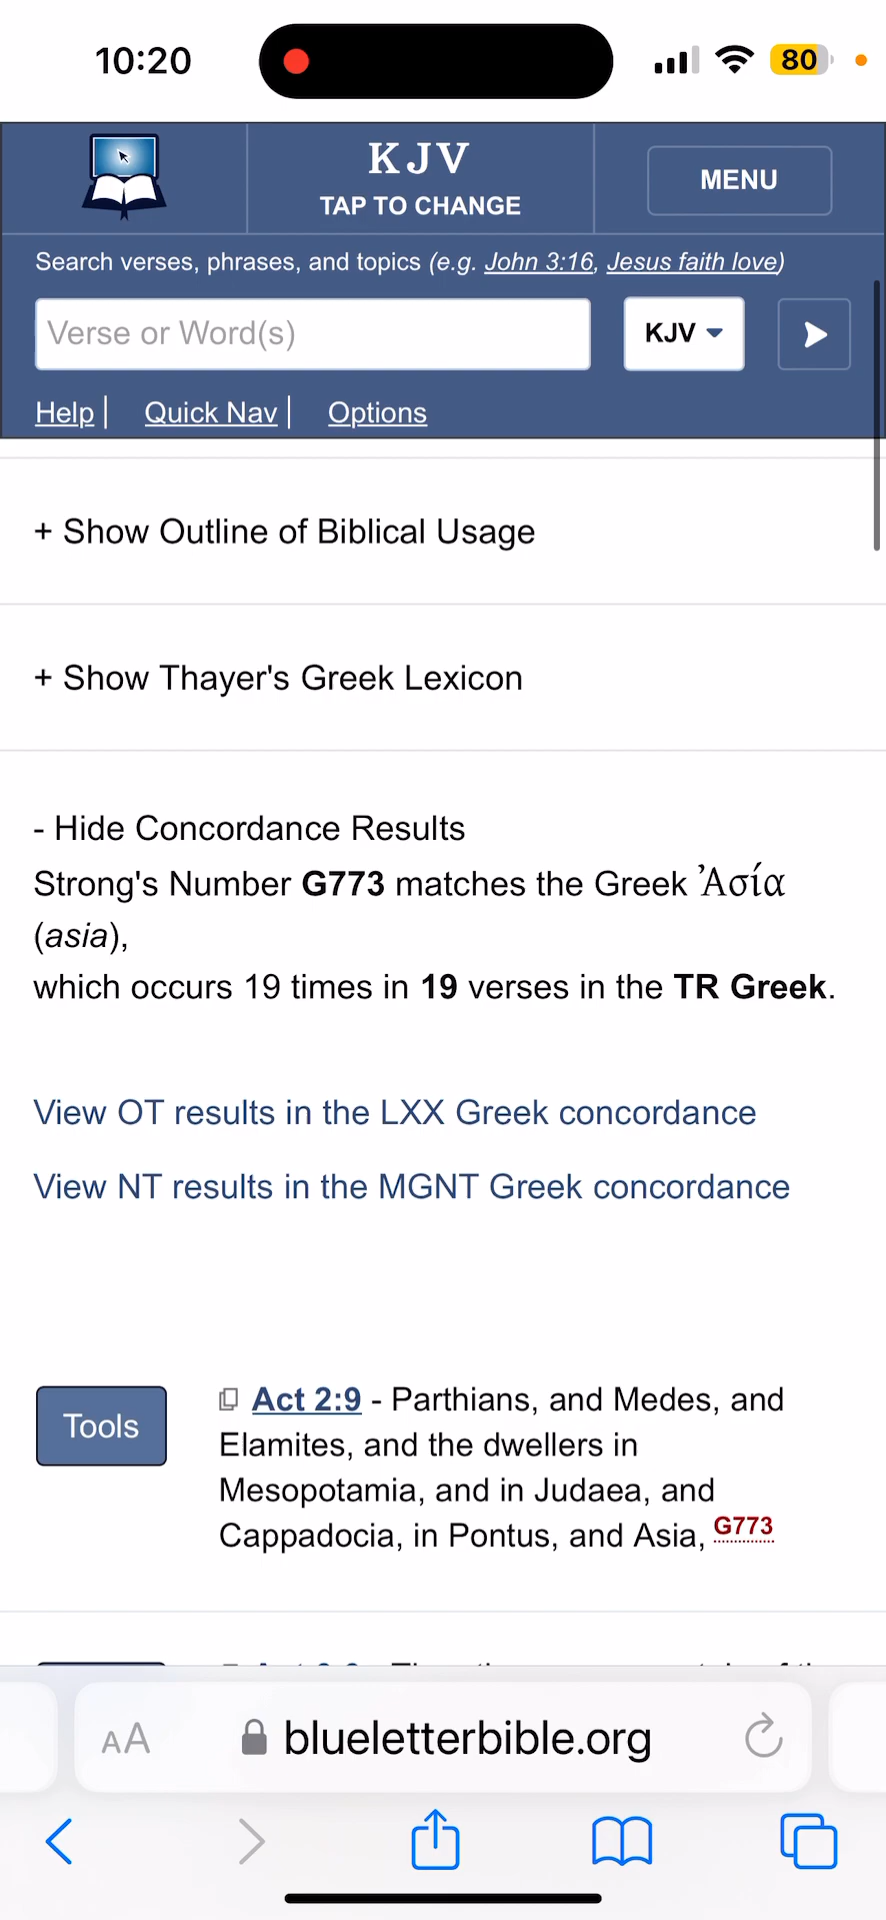 10:20
80
KJV
TAP TO CHANGE
MENU
Search verses, phrases, and topics (e.g. John 3:16, Jesus faith love)
Verse or Word(s)
KJV
Help | Quick Nav | Options
+ Show Outline of Biblical Usage
+ Show Thayer's Greek Lexicon
- Hide Concordance Results
Strong's Number G773 matches the Greek Ἀσία
(asia),
which occurs 19 times in 19 verses in the TR Greek.
View OT results in the LXX Greek concordance
View NT results in the MGNT Greek concordance
Tools
Act 2:9 - Parthians, and Medes, and
Elamites, and the dwellers in
Mesopotamia, and in Judaea, and
Cappadocia, in Pontus, and Asia, G773
AA
blueletterbible.org